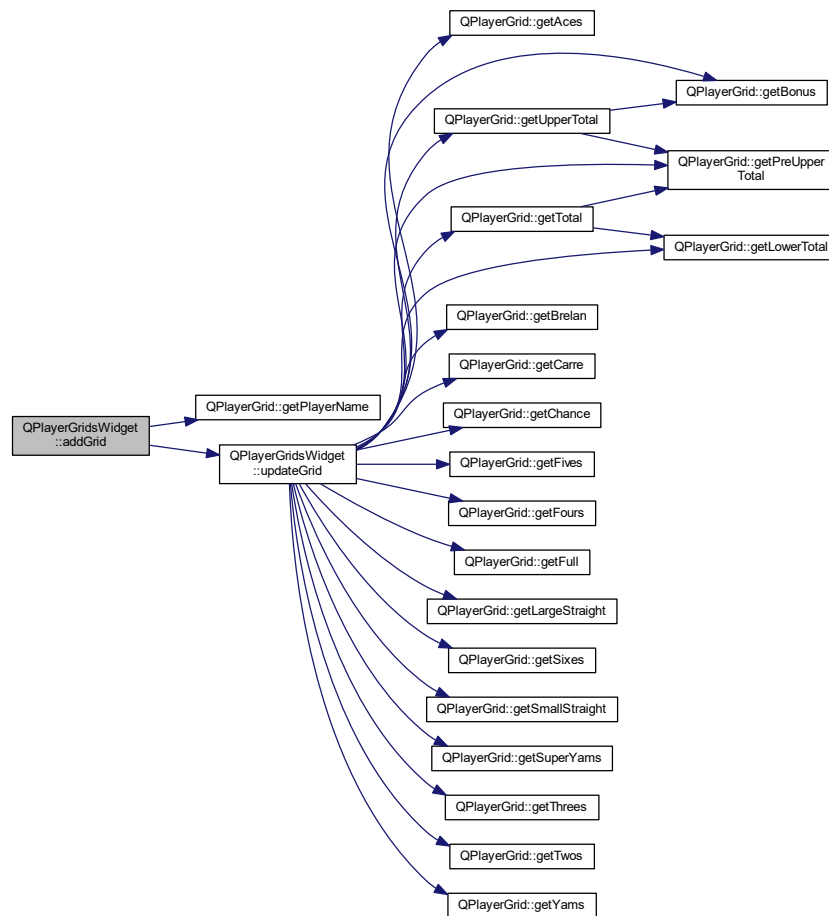 QPlayerGrid::getAces
QPlayerGrid::getBonus
QPlayerGrid::getUpperTotal
QPlayerGrid::getPreUpper
Total
QPlayerGrid::getTotal
QPlayerGrid::getLowerTotal
QPlayerGrid::getBrelan
QPlayerGrid::getCarre
QPlayerGrid::getPlayerName
QPlayerGrid::getChance
QPlayerGridsWidget
::addGrid
QPlayerGridsWidget
::updateGrid
QPlayerGrid::getFives
QPlayerGrid::getFours
QPlayerGrid::getFull
QPlayerGrid::getLargeStraight
QPlayerGrid::getSixes
QPlayerGrid::getSmallStraight
QPlayerGrid::getSuperYams
QPlayerGrid::getThrees
QPlayerGrid::getTwos
QPlayerGrid::getYams